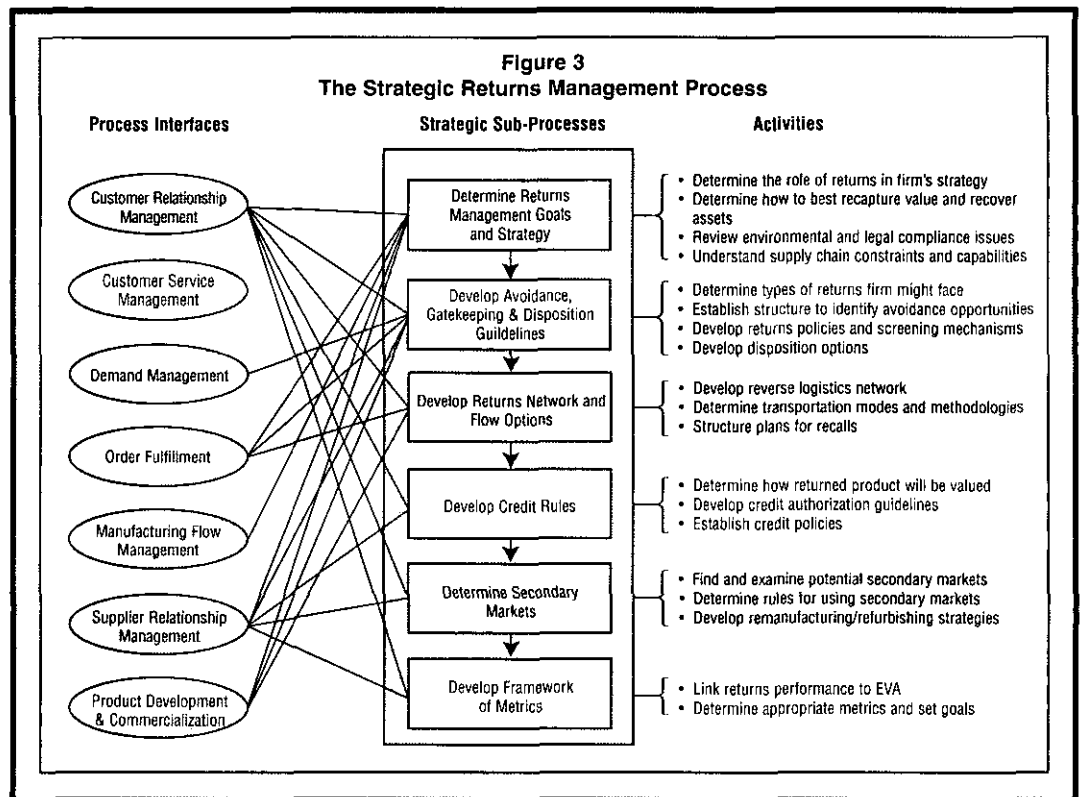 Figure 3
The Strategic Returns Management Process
Process Interfaces
Strategic Sub-Processes
Activities
Customer Relationship
Management
Customer Service
Management
Demand Management
Order Fulfillment
Manufacturing Flow
Management
Supplier Relationship
Management
Product Development
& Commercialization
Determine Returns
Management Goals
and Strategy
Develop Avoidance,
Gatekeeping & Disposition
Guildelines
Develop Returns Network and
Flow Options
Develop Credit Rules
Determine Secondary
Markets
Develop Framework
of Metrics
• Determine the role of returns in firm's strategy
• Determine how to best recapture value and recover
assets
• Review environmental and legal compliance issues
• Understand supply chain constraints and capabilities
• Determine types of returns firm might face
• Establish structure to identify avoidance opportunities
• Develop returns policies and screening mechanisms
• Develop disposition options
• Develop reverse logistics network
• Determine transportation modes and methodologies
• Structure plans for recalls
• Determine how returned product will be valued
• Develop credit authorization guidelines
• Establish credit policies
• Find and examine potential secondary markets
• Determine rules for using secondary markets
• Develop remanufacturing/refurbishing strategies
• Link returns performance to EVA
• Determine appropriate metrics and set goals